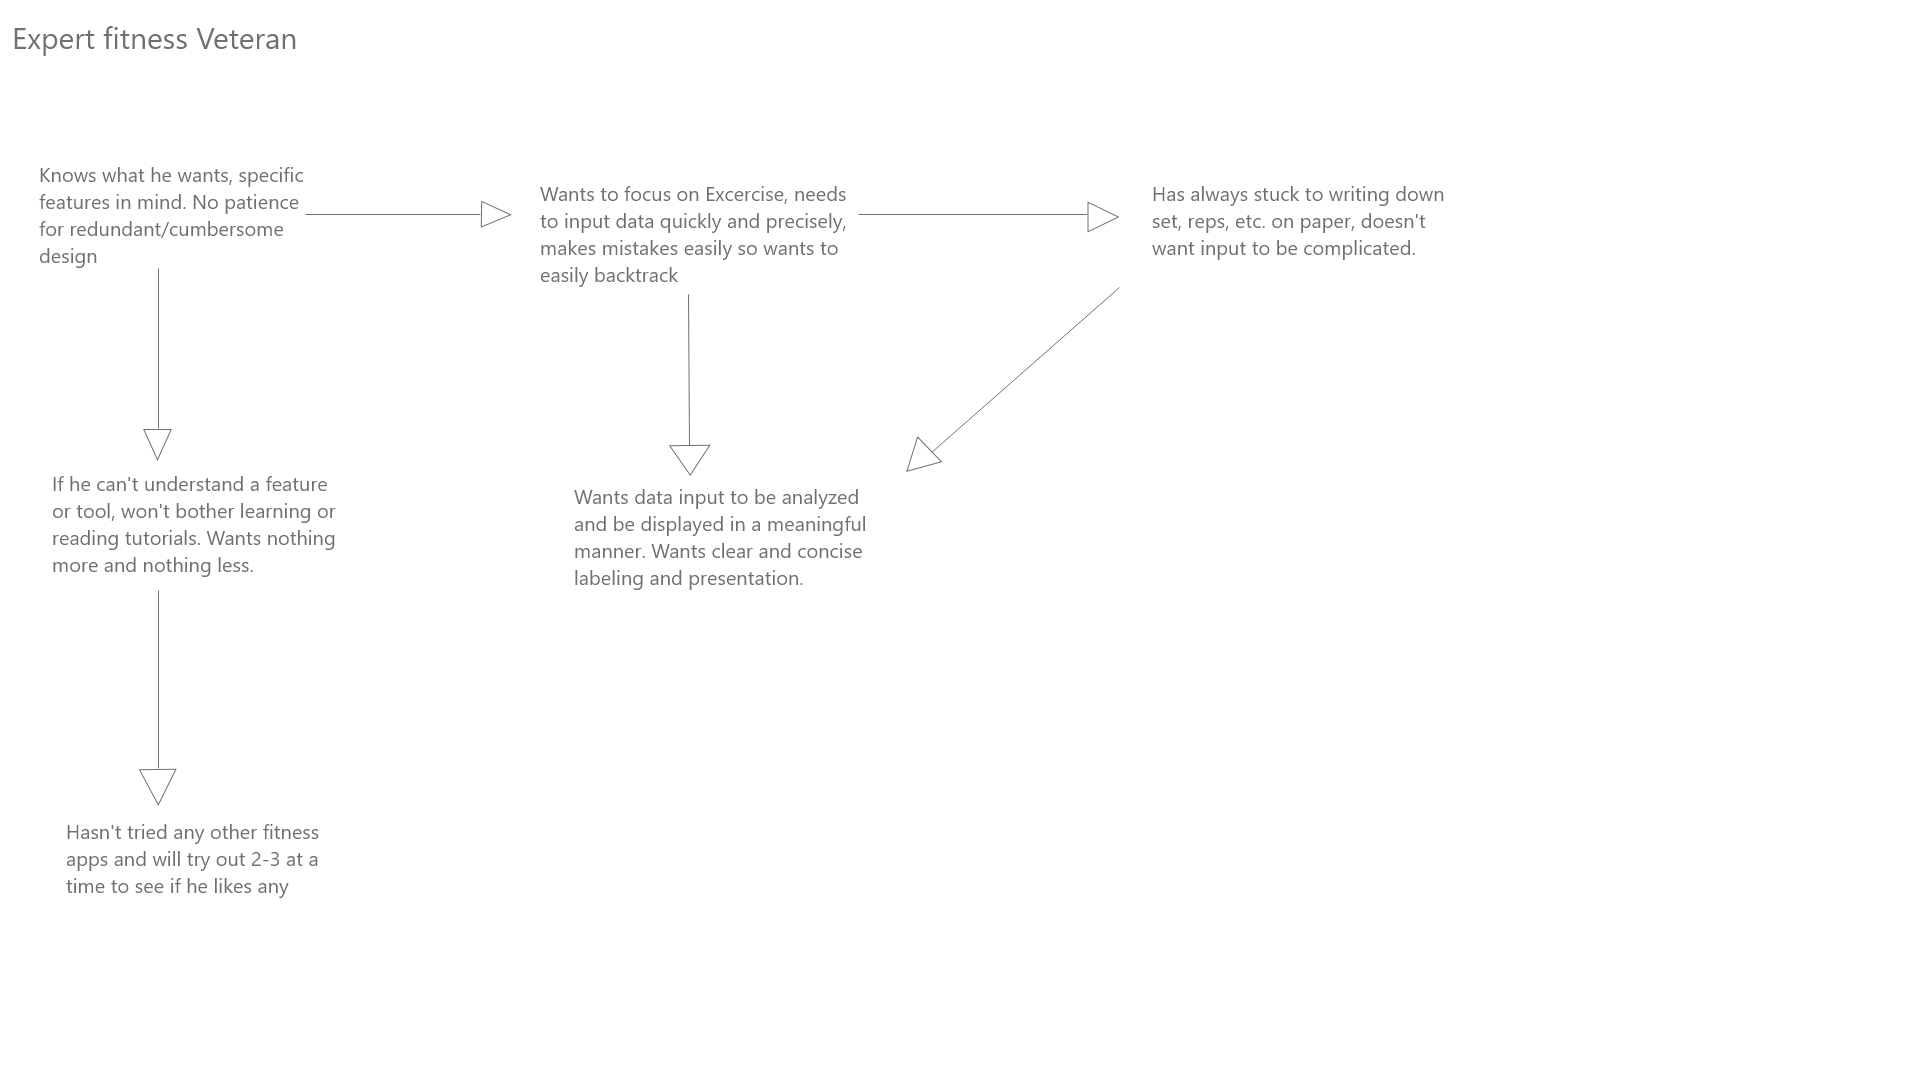 Expert fitness Veteran
Knows what he wants, specific
features in mind. No patience
for redundant/cumbersome
design
Wants to focus on Excercise, needs
to input data quickly and precisely,
makes mistakes easily so wants to
easily backtrack
Has always stuck to writing down
set, reps, etc. on paper, doesn't
want input to be complicated.
If he can't understand a feature
or tool, won't bother learning or
reading tutorials. Wants nothing
more and nothing less.
Wants data input to be analyzed
and be displayed in a meaningful
manner. Wants clear and concise
labeling and presentation.
Hasn't tried any other fitness
apps and will try out 2-3 at a
time to see if he likes any